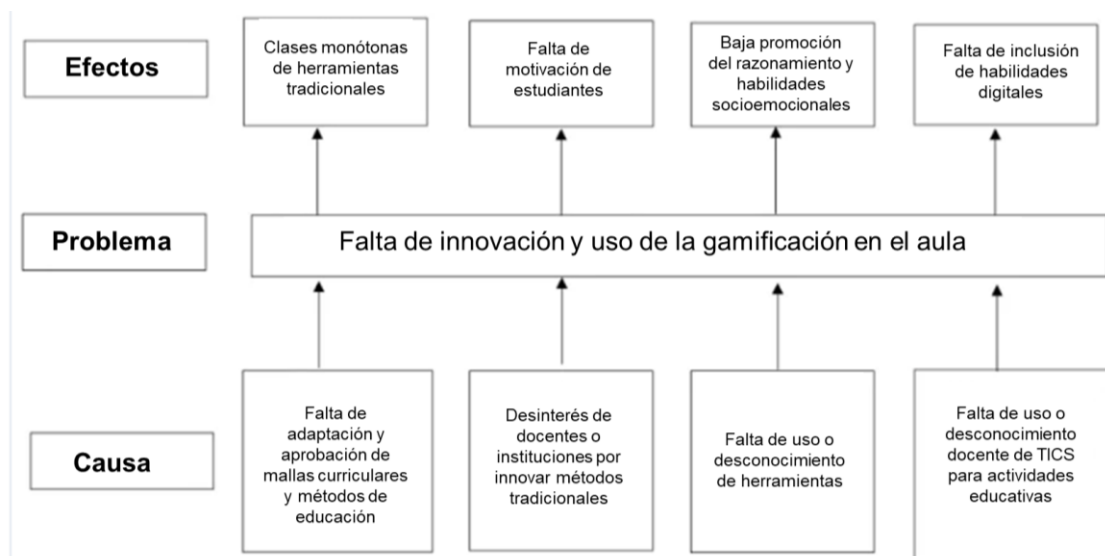 Efectos
Clases monótonas
de herramientas
tradicionales
Falta de
motivación de
estudiantes
Baja promoción
del razonamiento y
habilidades
socioemocionales
Falta de inclusión
de habilidades
digitales
Problema
Falta de innovación y uso de la gamificación en el aula
Causa
Falta de
adaptación y
aprobación de
mallas curriculares
y métodos de
educación
Desinterés de
docentes o
instituciones por
innovar métodos
tradicionales
Falta de uso o
desconocimiento
de herramientas
Falta de uso o
desconocimiento
docente de TICS
para actividades
educativas